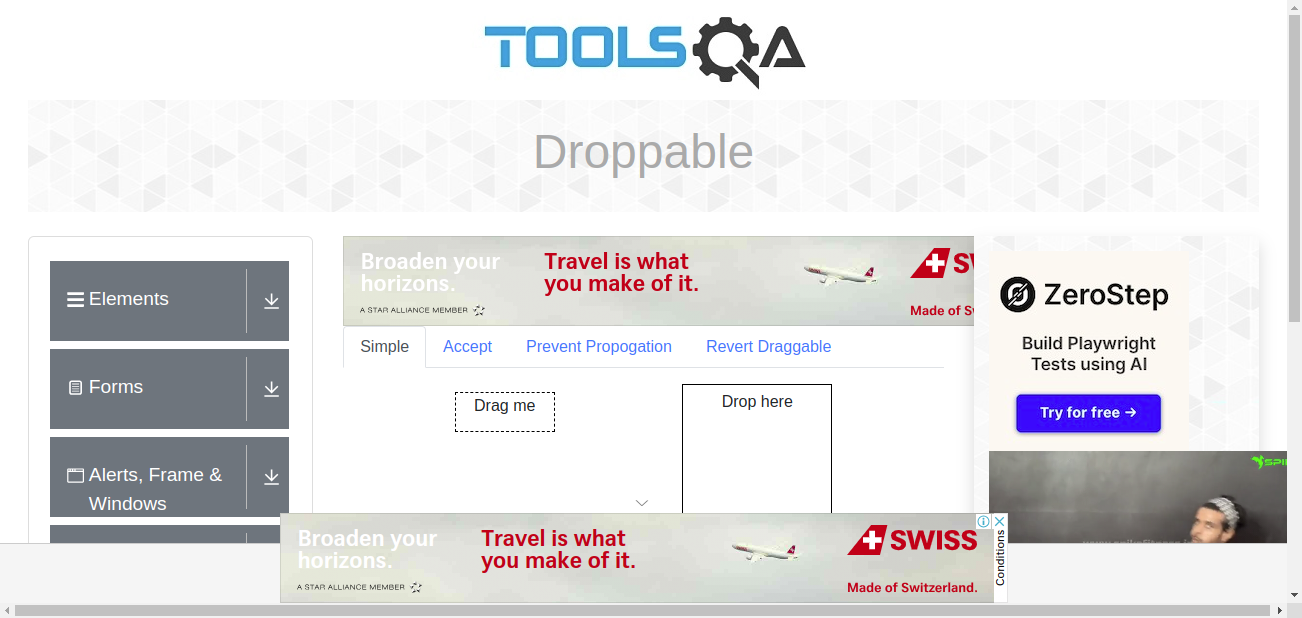 TOOLSQA
Droppable
Elements
Forms
Alerts, Frame &
Windows
Broaden your
horizons.
Travel is what
you make of it.
A STAR ALLIANCE MEMBER
Made of S
Simple
Accept
Prevent Propogation
Revert Draggable
Drag me
Drop here
ZeroStep
Build Playwright
Tests using AI
Try for free →
Broaden your
horizons.
Travel is what
you make of it.
A STAR ALLIANCE MEMBER
SWISS
Made of Switzerland.
Conditions